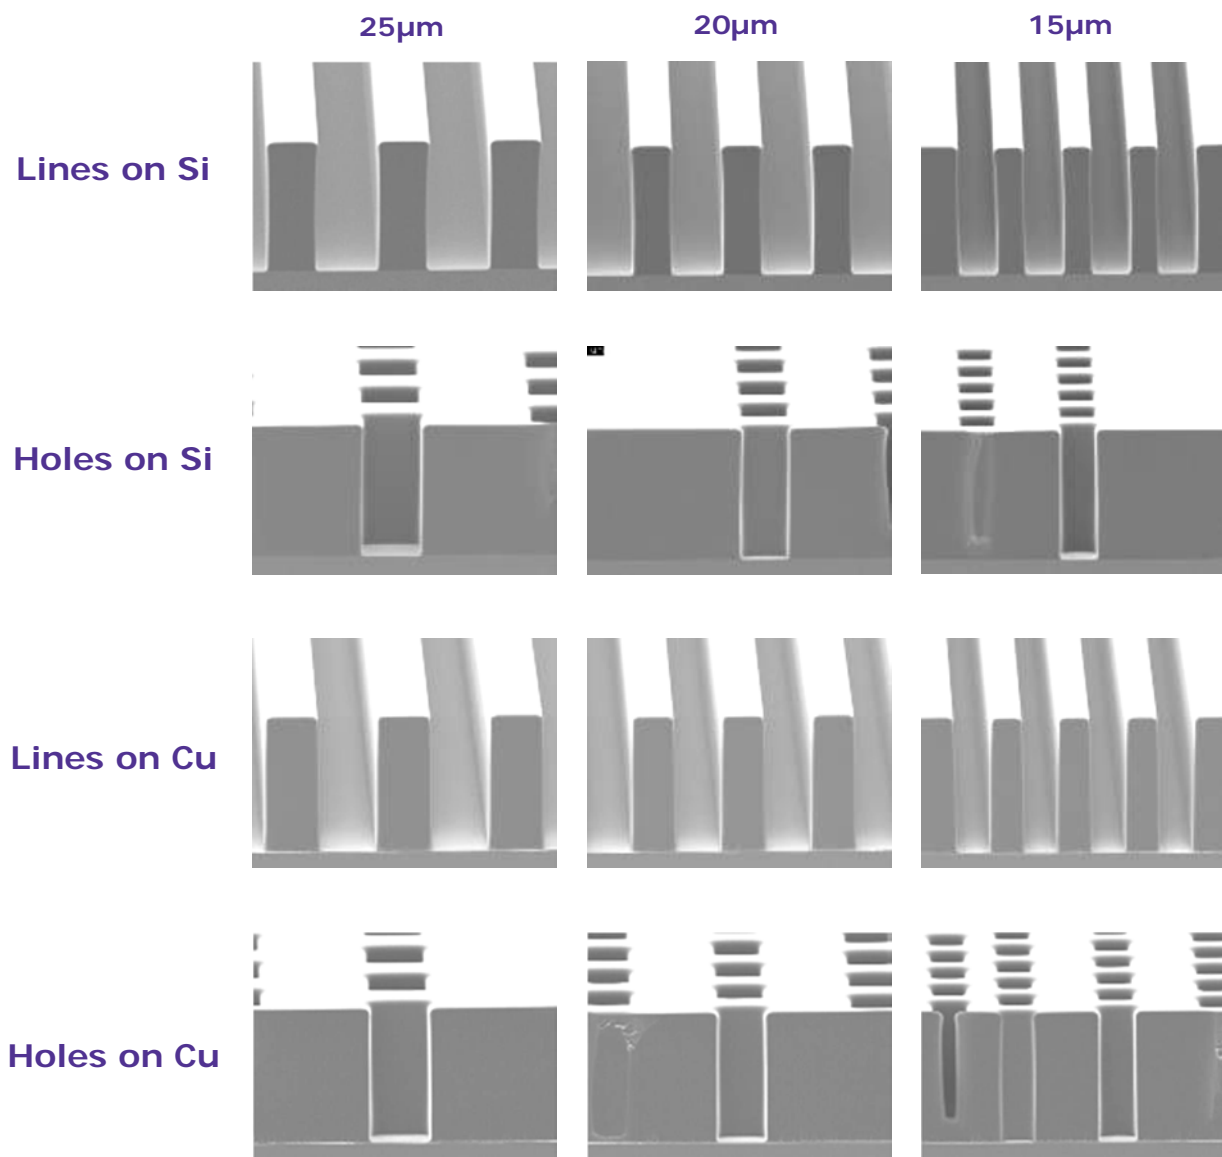 25µm 20µm 15µm
Lines on Si
Holes on Si
Lines on Cu
Holes on Cu